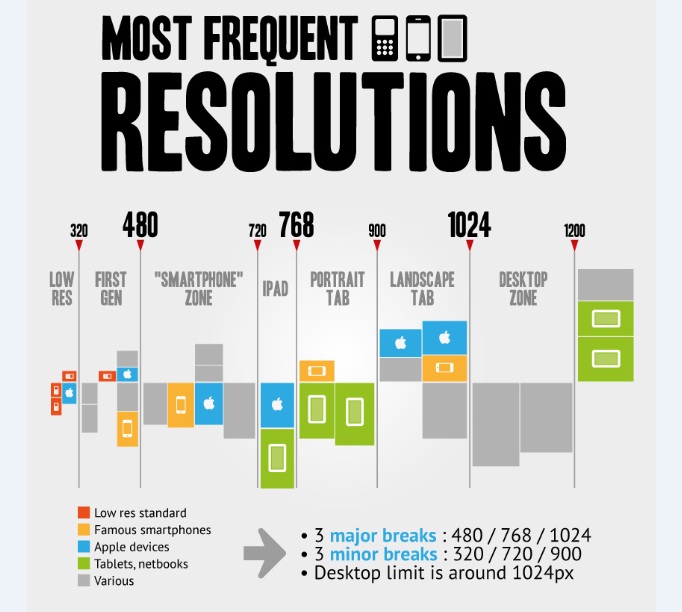 MOST FREQUENT
RESOLUTIONS
320 480 720 768 900 1024 1200
LOW RES
FIRST GEN
"SMARTPHONE" ZONE
IPAD
PORTRAIT TAB
LANDSCAPE TAB
DESKTOP ZONE
Low res standard
Famous smartphones
Apple devices
Tablets, netbooks
Various
• 3 major breaks : 480 / 768 / 1024
• 3 minor breaks : 320 / 720 / 900
• Desktop limit is around 1024px